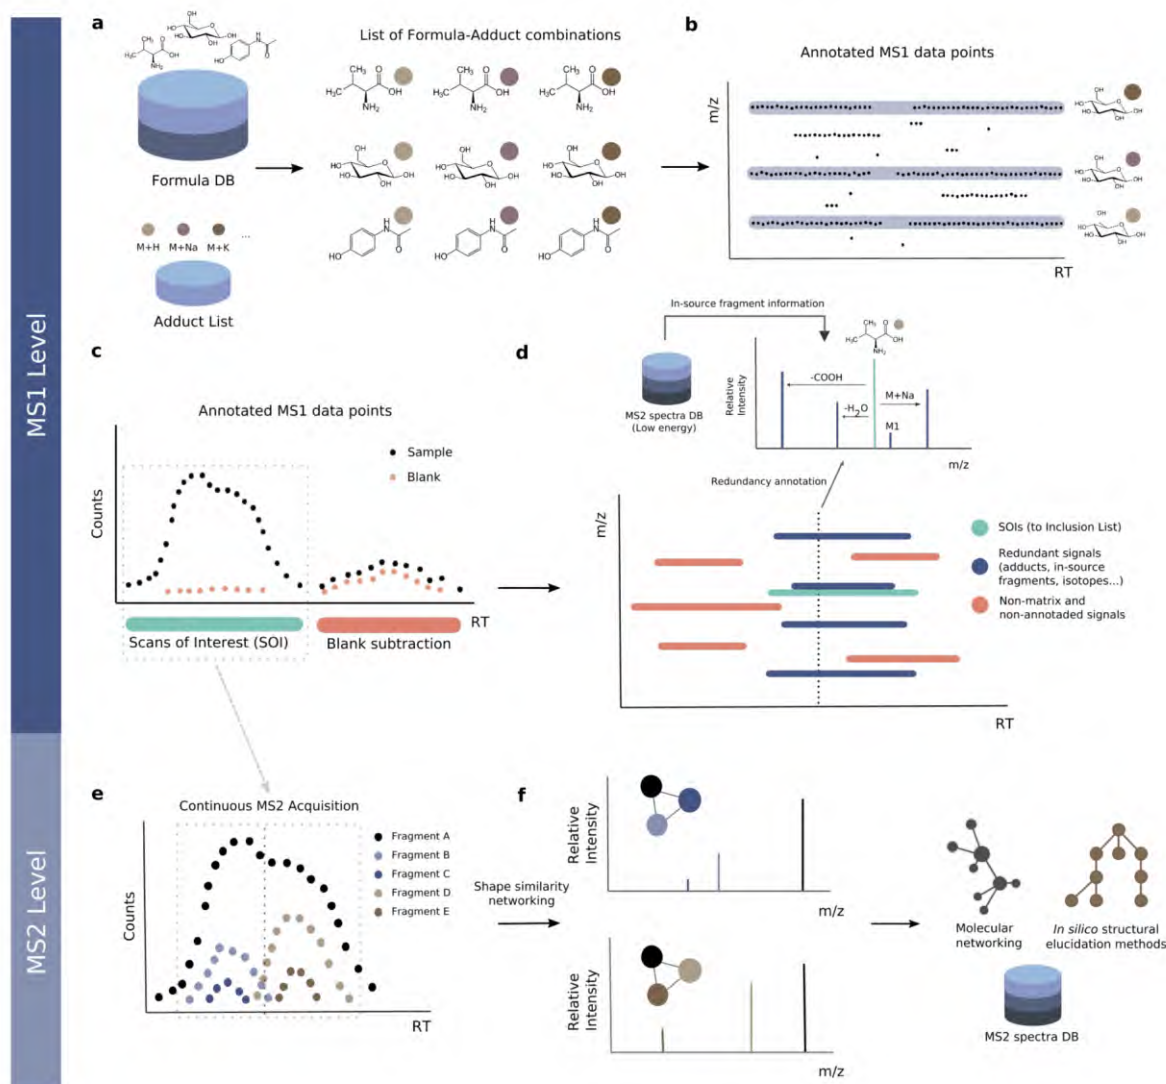 MS1 Level
MS2 Level
a
Formula DB
M+H
M+Na
M+K
...
Adduct List
List of Formula-Adduct combinations
b
Annotated MS1 data points
m/z
RT
c
Annotated MS1 data points
Sample
Blank
Counts
RT
Scans of Interest (SOI)
Blank subtraction
d
In-source fragment information
MS2 spectra DB
(Low energy)
Relative
Intensity
-COOH
-H2O
M+Na
M1
m/z
Redundancy annotation
m/z
RT
SOIs (to Inclusion List)
Redundant signals
(adducts, in-source
fragments, isotopes...)
Non-matrix and
non-annotaded signals
e
Continuous MS2 Acquisition
Counts
Fragment A
Fragment B
Fragment C
Fragment D
Fragment E
RT
Shape similarity
networking
f
Relative
Intensity
m/z
Relative
Intensity
m/z
Molecular
networking
In silico structural
elucidation methods
MS2 spectra DB